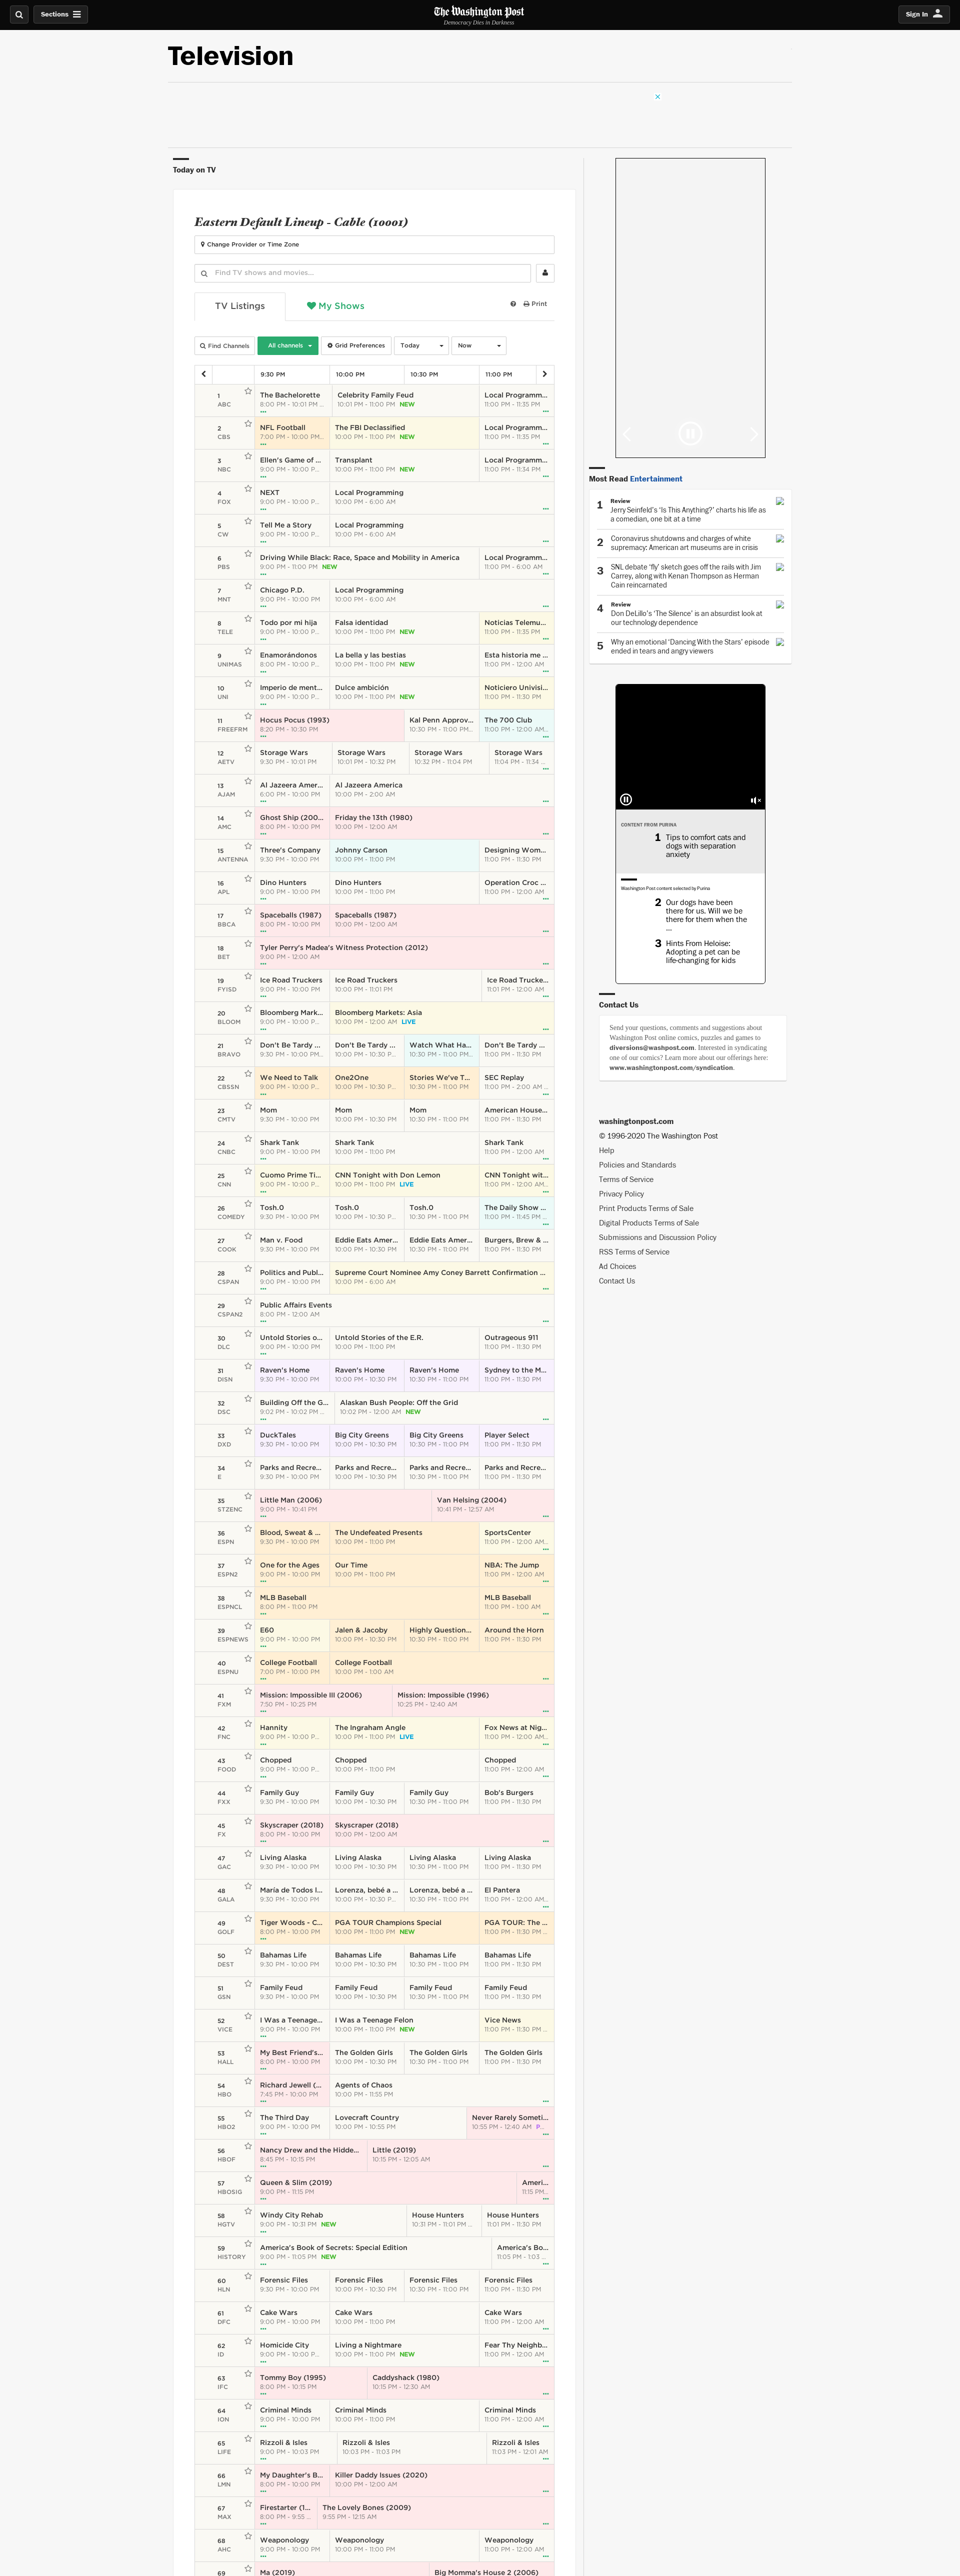 Sections
The Washington Post
Democracy Dies in Darkness
Sign In
Television
Today on TV
Eastern Default Lineup - Cable (10001)
Change Provider or Time Zone
Find TV shows and movies...
TV Listings
My Shows
Print
Find Channels
All channels
Grid Preferences
Today
Now
9:30 PM 10:00 PM 10:30 PM 11:00 PM
1 ABC
The Bachelorette Celebrity Family Feud Local Programm...
8:00 PM - 10:01 PM ... 10:01 PM - 11:00 PM NEW 11:00 PM - 11:35 PM
2 CBS
NFL Football The FBI Declassified Local Programm...
7:00 PM - 10:00 PM... 10:00 PM - 11:00 PM NEW 11:00 PM - 11:35 PM
3 NBC
Ellen's Game of ... Transplant Local Programm...
9:00 PM - 10:00 P... 10:00 PM - 11:00 PM NEW 11:00 PM - 11:34 PM
4 FOX
NEXT Local Programming
9:00 PM - 10:00 P... 10:00 PM - 6:00 AM
5 CW
Tell Me a Story Local Programming
9:00 PM - 10:00 P... 10:00 PM - 6:00 AM
6 PBS
Driving While Black: Race, Space and Mobility in America Local Programm...
9:00 PM - 11:00 PM NEW 11:00 PM - 6:00 AM
7 MNT
Chicago P.D. Local Programming
9:00 PM - 10:00 PM 10:00 PM - 6:00 AM
8 TELE
Todo por mi hija Falsa identidad Noticias Telemu...
9:00 PM - 10:00 P... 10:00 PM - 11:00 PM NEW 11:00 PM - 11:35 PM
9 UNIMAS
Enamorándonos La bella y las bestias Esta historia me ...
8:00 PM - 10:00 P... 10:00 PM - 11:00 PM NEW 11:00 PM - 12:00 AM
10 UNI
Imperio de ment... Dulce ambición Noticiero Univisi...
9:00 PM - 10:00 P... 10:00 PM - 11:00 PM NEW 11:00 PM - 11:30 PM
11 FREEFRM
Hocus Pocus (1993) Kal Penn Approv... The 700 Club
8:20 PM - 10:30 PM 10:30 PM - 11:00 PM... 11:00 PM - 12:00 AM...
12 AETV
Storage Wars Storage Wars Storage Wars Storage Wars
9:30 PM - 10:01 PM 10:01 PM - 10:32 PM 10:32 PM - 11:04 PM 11:04 PM - 11:34 ...
13 AJAM
Al Jazeera Amer... Al Jazeera America
6:00 PM - 10:00 PM 10:00 PM - 2:00 AM
14 AMC
Ghost Ship (200... Friday the 13th (1980)
8:00 PM - 10:00 PM 10:00 PM - 12:00 AM
15 ANTENNA
Three's Company Johnny Carson Designing Wom...
9:30 PM - 10:00 PM 10:00 PM - 11:00 PM 11:00 PM - 11:30 PM
16 APL
Dino Hunters Dino Hunters Operation Croc ...
9:00 PM - 10:00 PM 10:00 PM - 11:00 PM 11:00 PM - 12:00 AM
17 BBCA
Spaceballs (1987) Spaceballs (1987)
8:00 PM - 10:00 PM 10:00 PM - 12:00 AM
18 BET
Tyler Perry's Madea's Witness Protection (2012)
9:00 PM - 12:00 AM
19 FYISD
Ice Road Truckers Ice Road Truckers Ice Road Trucke...
9:00 PM - 10:00 PM 10:00 PM - 11:01 PM 11:01 PM - 12:00 AM
20 BLOOM
Bloomberg Mark... Bloomberg Markets: Asia
9:00 PM - 10:00 P... 10:00 PM - 12:00 AM LIVE
21 BRAVO
Don't Be Tardy ... Don't Be Tardy ... Watch What Ha... Don't Be Tardy ...
9:30 PM - 10:00 PM... 10:00 PM - 10:30 P... 10:30 PM - 11:00 PM... 11:00 PM - 11:30 PM
22 CBSSN
We Need to Talk One2One Stories We've T... SEC Replay
9:00 PM - 10:00 P... 10:00 PM - 10:30 P... 10:30 PM - 11:00 PM 11:00 PM - 2:00 AM ...
23 CMTV
Mom Mom Mom American House...
9:30 PM - 10:00 PM 10:00 PM - 10:30 PM 10:30 PM - 11:00 PM 11:00 PM - 11:30 PM
24 CNBC
Shark Tank Shark Tank Shark Tank
9:00 PM - 10:00 PM 10:00 PM - 11:00 PM 11:00 PM - 12:00 AM
25 CNN
Cuomo Prime Ti... CNN Tonight with Don Lemon CNN Tonight wit...
9:00 PM - 10:00 P... 10:00 PM - 11:00 PM LIVE 11:00 PM - 12:00 AM...
26 COMEDY
Tosh.0 Tosh.0 Tosh.0 The Daily Show ...
9:30 PM - 10:00 PM 10:00 PM - 10:30 P... 10:30 PM - 11:00 PM 11:00 PM - 11:45 PM ...
27 COOK
Man v. Food Eddie Eats Amer... Eddie Eats Amer... Burgers, Brew & ...
9:30 PM - 10:00 PM 10:00 PM - 10:30 PM 10:30 PM - 11:00 PM 11:00 PM - 11:30 PM
28 CSPAN
Politics and Publ... Supreme Court Nominee Amy Coney Barrett Confirmation ...
9:00 PM - 10:00 PM 10:00 PM - 6:00 AM
29 CSPAN2
Public Affairs Events
8:00 PM - 12:00 AM
30 DLC
Untold Stories o... Untold Stories of the E.R. Outrageous 911
9:00 PM - 10:00 PM 10:00 PM - 11:00 PM 11:00 PM - 11:30 PM
31 DISN
Raven's Home Raven's Home Raven's Home Sydney to the M...
9:30 PM - 10:00 PM 10:00 PM - 10:30 PM 10:30 PM - 11:00 PM 11:00 PM - 11:30 PM
32 DSC
Building Off the G... Alaskan Bush People: Off the Grid
9:02 PM - 10:02 PM ... 10:02 PM - 12:00 AM NEW
33 DXD
DuckTales Big City Greens Big City Greens Player Select
9:30 PM - 10:00 PM 10:00 PM - 10:30 PM 10:30 PM - 11:00 PM 11:00 PM - 11:30 PM
34 E
Parks and Recre... Parks and Recre... Parks and Recre... Parks and Recre...
9:30 PM - 10:00 PM 10:00 PM - 10:30 PM 10:30 PM - 11:00 PM 11:00 PM - 11:30 PM
35 STZENC
Little Man (2006) Van Helsing (2004)
9:00 PM - 10:41 PM 10:41 PM - 12:57 AM
36 ESPN
Blood, Sweat & ... The Undefeated Presents SportsCenter
9:30 PM - 10:00 PM 10:00 PM - 11:00 PM 11:00 PM - 12:00 AM...
37 ESPN2
One for the Ages Our Time NBA: The Jump
9:00 PM - 10:00 PM 10:00 PM - 11:00 PM 11:00 PM - 12:00 AM
38 ESPNCL
MLB Baseball MLB Baseball
8:00 PM - 11:00 PM 11:00 PM - 1:00 AM
39 ESPNEWS
E60 Jalen & Jacoby Highly Question... Around the Horn
9:00 PM - 10:00 PM 10:00 PM - 10:30 PM 10:30 PM - 11:00 PM 11:00 PM - 11:30 PM
40 ESPNU
College Football College Football
7:00 PM - 10:00 PM 10:00 PM - 1:00 AM
41 FXM
Mission: Impossible III (2006) Mission: Impossible (1996)
7:50 PM - 10:25 PM 10:25 PM - 12:40 AM
42 FNC
Hannity The Ingraham Angle Fox News at Nig...
9:00 PM - 10:00 P... 10:00 PM - 11:00 PM LIVE 11:00 PM - 12:00 AM...
43 FOOD
Chopped Chopped Chopped
9:00 PM - 10:00 P... 10:00 PM - 11:00 PM 11:00 PM - 12:00 AM
44 FXX
Family Guy Family Guy Family Guy Bob's Burgers
9:30 PM - 10:00 PM 10:00 PM - 10:30 PM 10:30 PM - 11:00 PM 11:00 PM - 11:30 PM
45 FX
Skyscraper (2018) Skyscraper (2018)
8:00 PM - 10:00 PM 10:00 PM - 12:00 AM
47 GAC
Living Alaska Living Alaska Living Alaska Living Alaska
9:30 PM - 10:00 PM 10:00 PM - 10:30 PM 10:30 PM - 11:00 PM 11:00 PM - 11:30 PM
48 GALA
María de Todos l... Lorenza, bebé a ... Lorenza, bebé a ... El Pantera
9:30 PM - 10:00 PM 10:00 PM - 10:30 P... 10:30 PM - 11:00 PM 11:00 PM - 12:00 AM...
49 GOLF
Tiger Woods - C... PGA TOUR Champions Special PGA TOUR: The ...
8:00 PM - 10:00 PM 10:00 PM - 11:00 PM NEW 11:00 PM - 11:30 PM ...
50 DEST
Bahamas Life Bahamas Life Bahamas Life Bahamas Life
9:30 PM - 10:00 PM 10:00 PM - 10:30 PM 10:30 PM - 11:00 PM 11:00 PM - 11:30 PM
51 GSN
Family Feud Family Feud Family Feud Family Feud
9:30 PM - 10:00 PM 10:00 PM - 10:30 PM 10:30 PM - 11:00 PM 11:00 PM - 11:30 PM
52 VICE
I Was a Teenage... I Was a Teenage Felon Vice News
9:00 PM - 10:00 PM 10:00 PM - 11:00 PM NEW 11:00 PM - 11:30 PM ...
53 HALL
My Best Friend's... The Golden Girls The Golden Girls The Golden Girls
8:00 PM - 10:00 PM 10:00 PM - 10:30 PM 10:30 PM - 11:00 PM 11:00 PM - 11:30 PM
54 HBO
Richard Jewell (... Agents of Chaos
7:45 PM - 10:00 PM 10:00 PM - 11:55 PM
55 HBO2
The Third Day Lovecraft Country Never Rarely Someti...
9:00 PM - 10:00 PM 10:00 PM - 10:55 PM 10:55 PM - 12:40 AM P...
56 HBOF
Nancy Drew and the Hidde... Little (2019)
8:45 PM - 10:15 PM 10:15 PM - 12:05 AM
57 HBOSIG
Queen & Slim (2019) Ameri...
9:00 PM - 11:15 PM 11:15 PM...
58 HGTV
Windy City Rehab House Hunters House Hunters
9:00 PM - 10:31 PM NEW 10:31 PM - 11:01 PM ... 11:01 PM - 11:30 PM
59 HISTORY
America's Book of Secrets: Special Edition America's Bo...
9:00 PM - 11:05 PM NEW 11:05 PM - 1:03 ...
60 HLN
Forensic Files Forensic Files Forensic Files Forensic Files
9:30 PM - 10:00 PM 10:00 PM - 10:30 PM 10:30 PM - 11:00 PM 11:00 PM - 11:30 PM
61 DFC
Cake Wars Cake Wars Cake Wars
9:00 PM - 10:00 PM 10:00 PM - 11:00 PM 11:00 PM - 12:00 AM
62 ID
Homicide City Living a Nightmare Fear Thy Neighb...
9:00 PM - 10:00 P... 10:00 PM - 11:00 PM NEW 11:00 PM - 12:00 AM
63 IFC
Tommy Boy (1995) Caddyshack (1980)
8:00 PM - 10:15 PM 10:15 PM - 12:30 AM
64 ION
Criminal Minds Criminal Minds Criminal Minds
9:00 PM - 10:00 PM 10:00 PM - 11:00 PM 11:00 PM - 12:00 AM
65 LIFE
Rizzoli & Isles Rizzoli & Isles Rizzoli & Isles
9:00 PM - 10:03 PM 10:03 PM - 11:03 PM 11:03 PM - 12:01 AM
66 LMN
My Daughter's B... Killer Daddy Issues (2020)
8:00 PM - 10:00 PM 10:00 PM - 12:00 AM
67 MAX
Firestarter (1... The Lovely Bones (2009)
8:00 PM - 9:55 ... 9:55 PM - 12:15 AM
68 AHC
Weaponology Weaponology Weaponology
9:00 PM - 10:00 PM 10:00 PM - 11:00 PM 11:00 PM - 12:00 AM
69
Ma (2019) Big Momma's House 2 (2006)
Most Read Entertainment
1 Review
Jerry Seinfeld's 'Is This Anything?' charts his life as
a comedian, one bit at a time
2 Coronavirus shutdowns and charges of white
supremacy: American art museums are in crisis
3 SNL debate 'fly' sketch goes off the rails with Jim
Carrey, along with Kenan Thompson as Herman
Cain reincarnated
4 Review
Don DeLillo's 'The Silence' is an absurdist look at
our technology dependence
5 Why an emotional 'Dancing With the Stars' episode
ended in tears and angry viewers
CONTENT FROM PURINA
1 Tips to comfort cats and
dogs with separation
anxiety
Washington Post content selected by Purina
2 Our dogs have been
there for us. Will we be
there for them when the
...
3 Hints From Heloise:
Adopting a pet can be
life-changing for kids
Contact Us
Send your questions, comments and suggestions about
Washington Post online comics, puzzles and games to
diversions@washpost.com. Interested in syndicating
one of our comics? Learn more about our offerings here:
www.washingtonpost.com/syndication.
washingtonpost.com
© 1996-2020 The Washington Post
Help
Policies and Standards
Terms of Service
Privacy Policy
Print Products Terms of Sale
Digital Products Terms of Sale
Submissions and Discussion Policy
RSS Terms of Service
Ad Choices
Contact Us